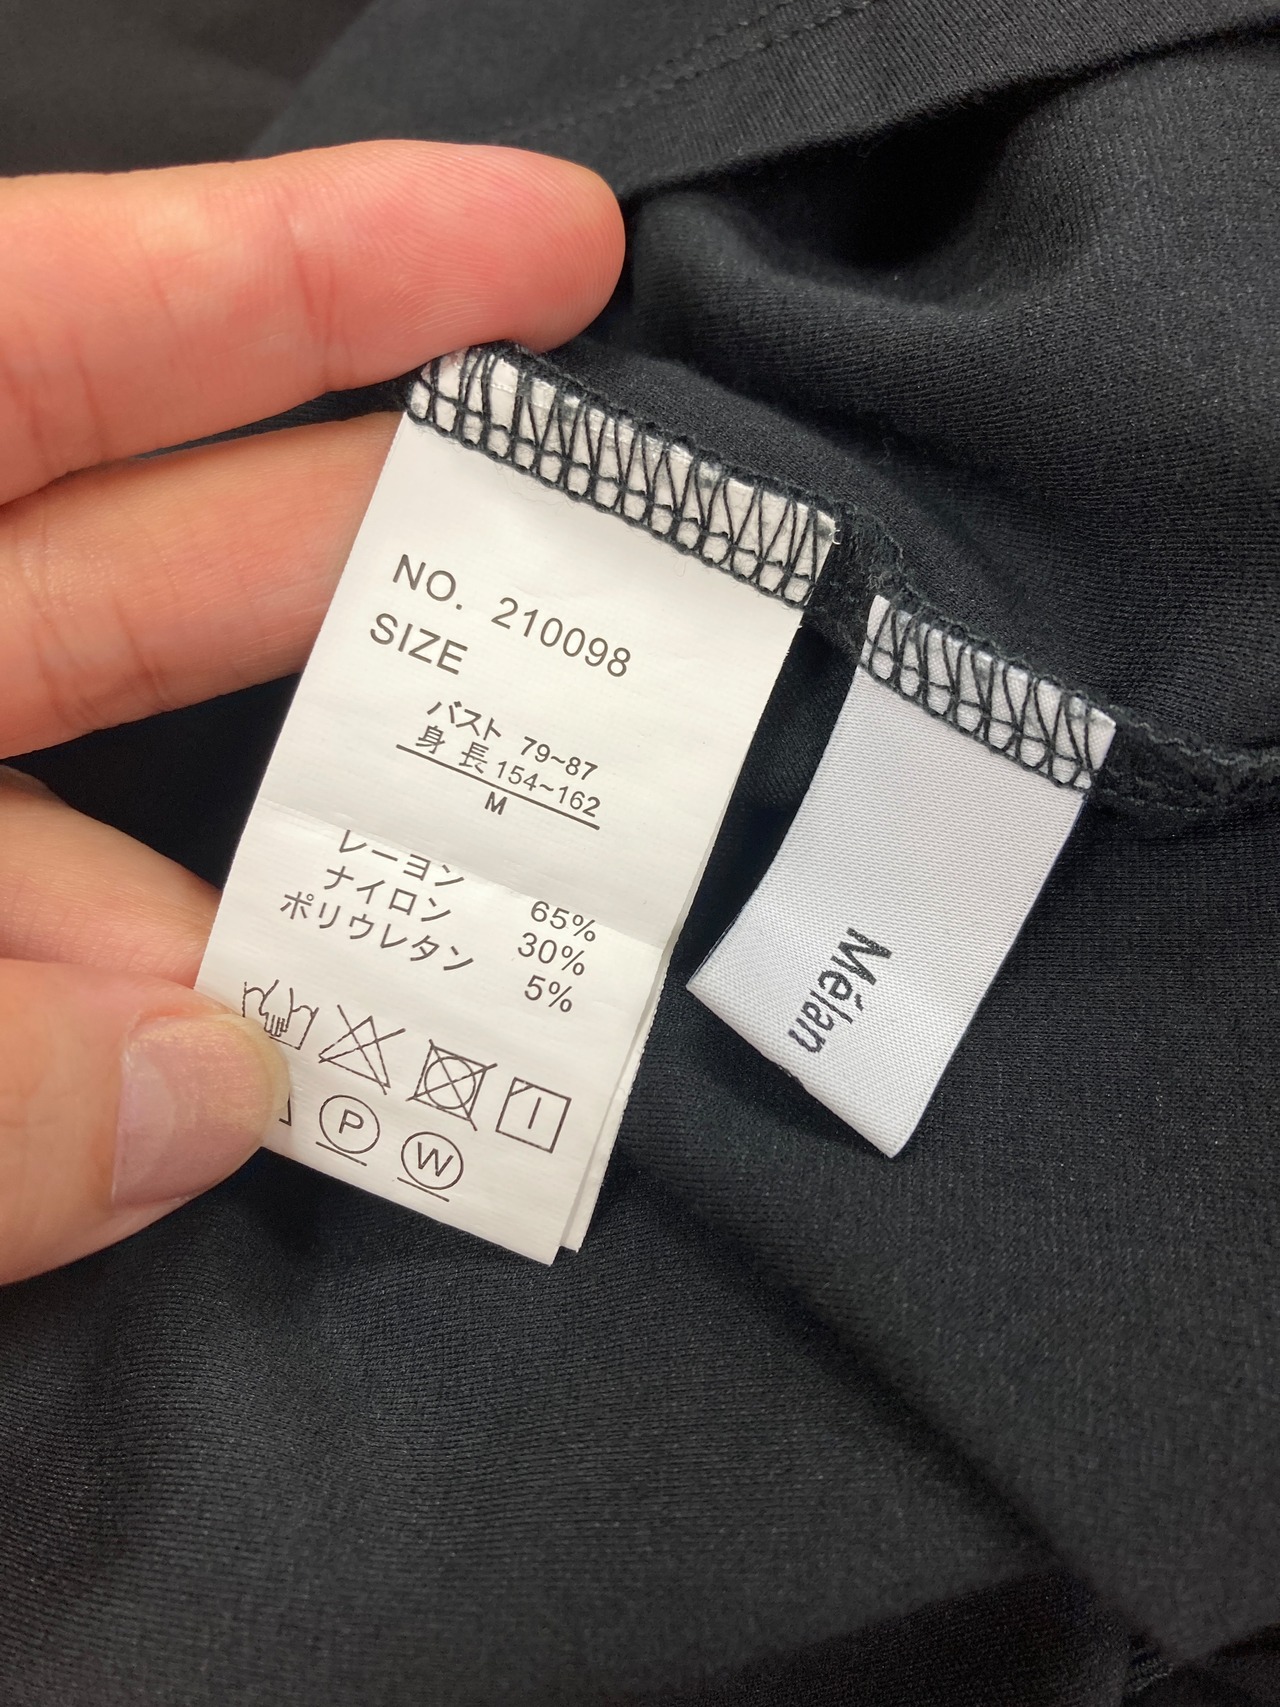 NO. 210098
SIZE
バスト 79~87
身長 154~162
M
レーヨン 65%
ナイロン 30%
ポリウレタン 5%
P
W
Mélan